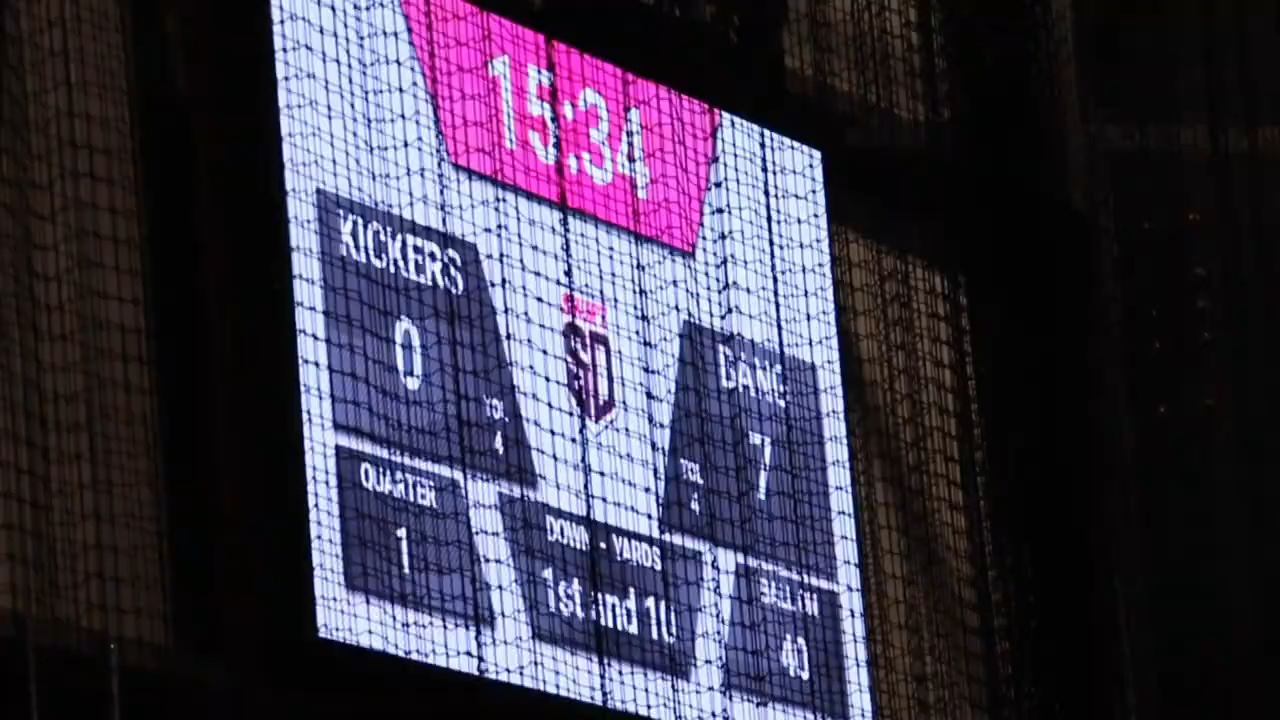 15:34
KICKERS
0
TOL
4
DANK
7
TOL
4
QUARTER
1
DOWN - YARDS
1st and 10
BALL ON
40